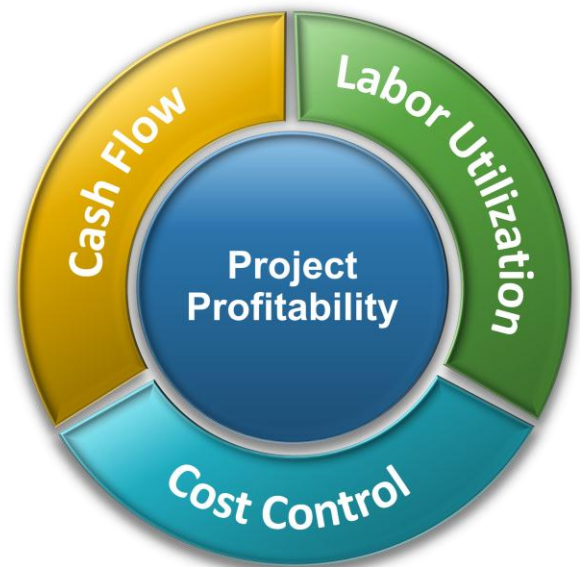 Cash Flow
Labor Utilization
Project
Profitability
Cost Control